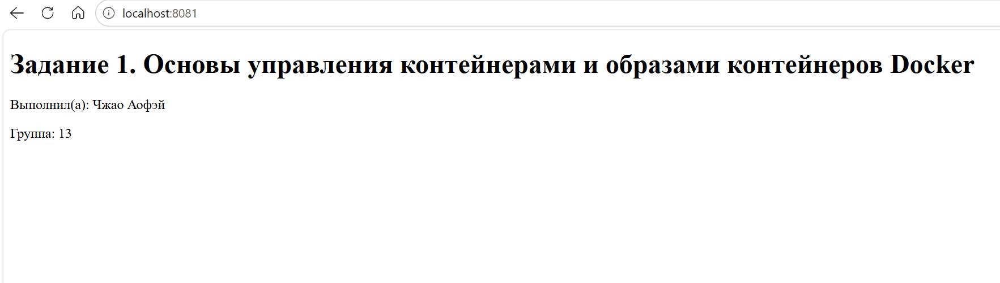 localhost:8081
Задание 1. Основы управления контейнерами и образами контейнеров Docker
Выполнил(а): Чжао Аофэй
Группа: 13